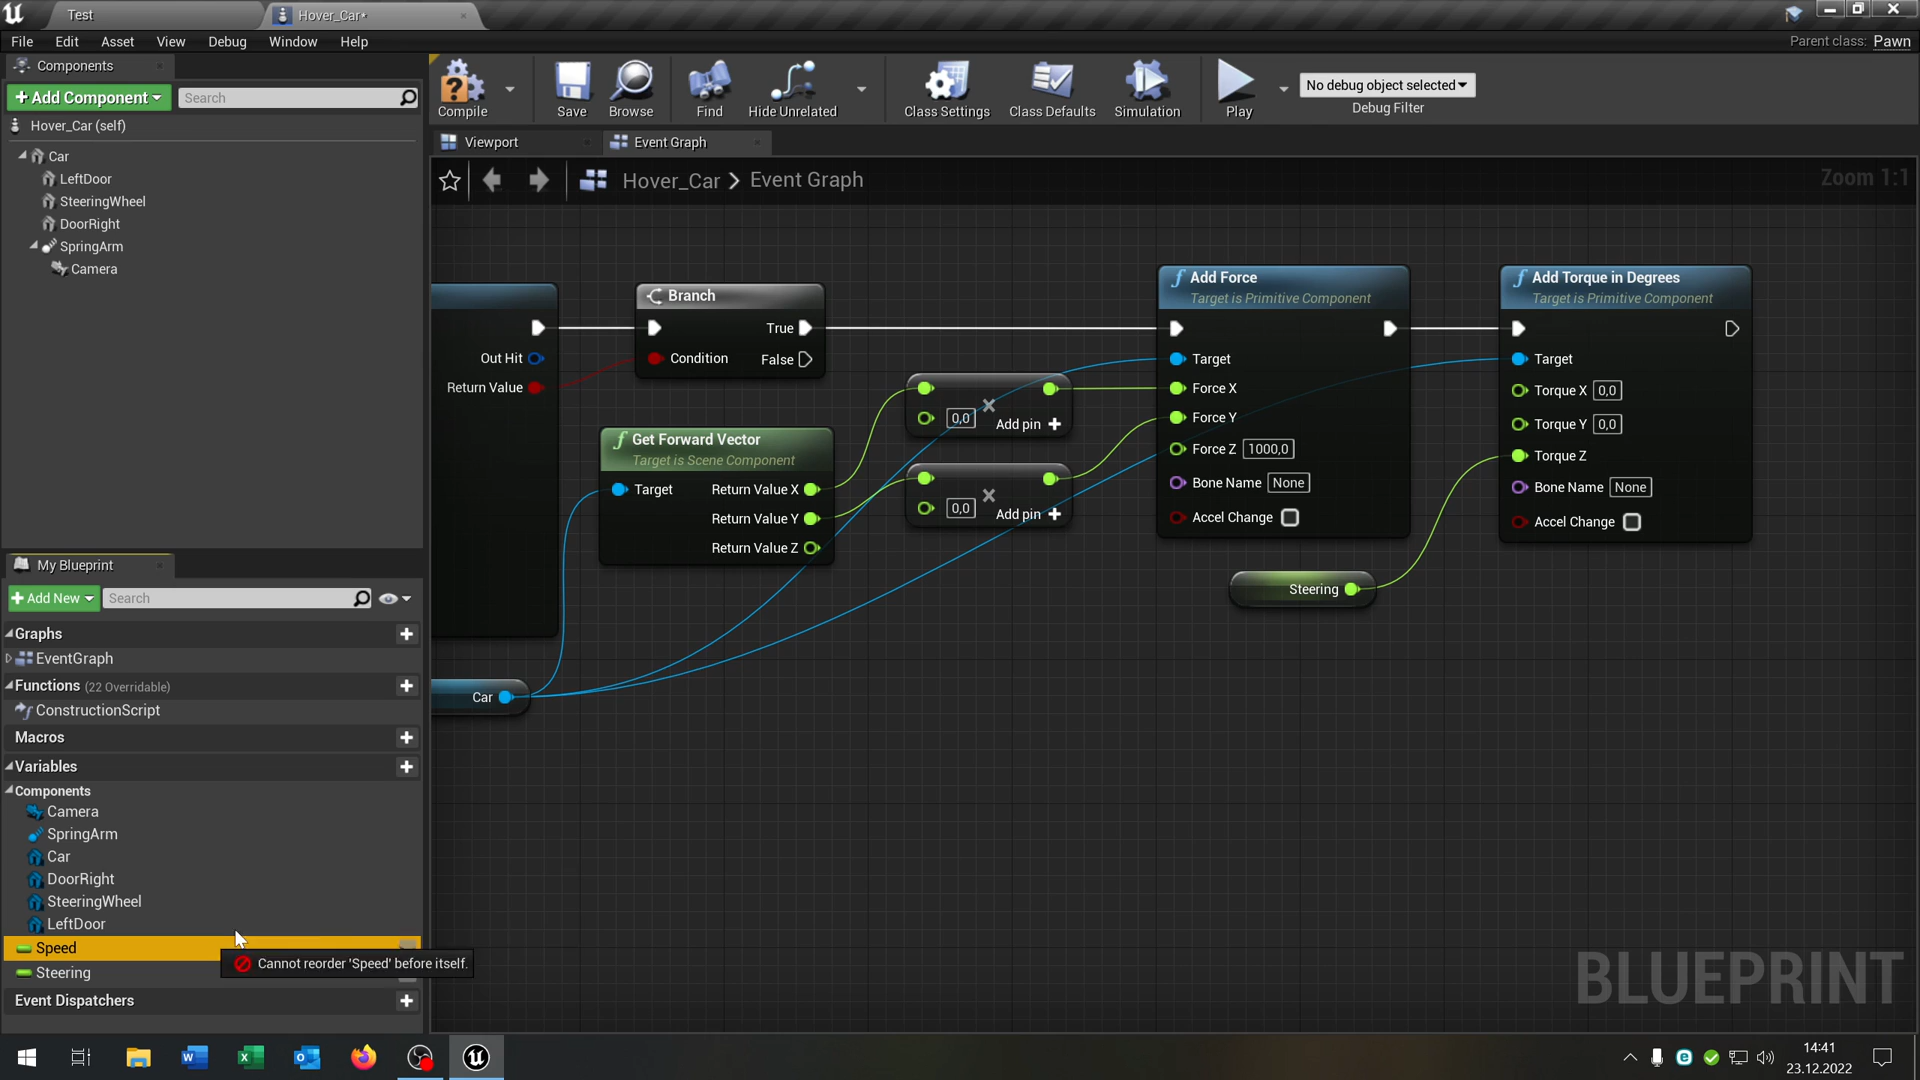 Test
Hover_Car*
File Edit Asset View Debug Window Help
Parent class: Pawn
Components
+ Add Component
Search
Hover_Car (self)
Car
LeftDoor
SteeringWheel
DoorRight
SpringArm
Camera
Compile
Save
Browse
Find
Hide Unrelated
Class Settings
Class Defaults
Simulation
Play
No debug object selected
Debug Filter
Viewport
Event Graph
Hover_Car > Event Graph
Zoom 1:1
Out Hit
Return Value
Branch
True
Condition
False
Get Forward Vector
Target is Scene Component
Target
Return Value X
Return Value Y
Return Value Z
0,0
Add pin +
0,0
Add pin +
Add Force
Target is Primitive Component
Target
Force X
Force Y
Force Z 1000,0
Bone Name None
Accel Change
Add Torque in Degrees
Target is Primitive Component
Target
Torque X 0,0
Torque Y 0,0
Torque Z
Bone Name None
Accel Change
Steering
Car
My Blueprint
+ Add New
Search
Graphs
EventGraph
Functions (22 Overridable)
ConstructionScript
Macros
Variables
Components
Camera
SpringArm
Car
DoorRight
SteeringWheel
LeftDoor
Speed
Cannot reorder 'Speed' before itself.
Steering
Event Dispatchers
BLUEPRINT
14:41
23.12.2022